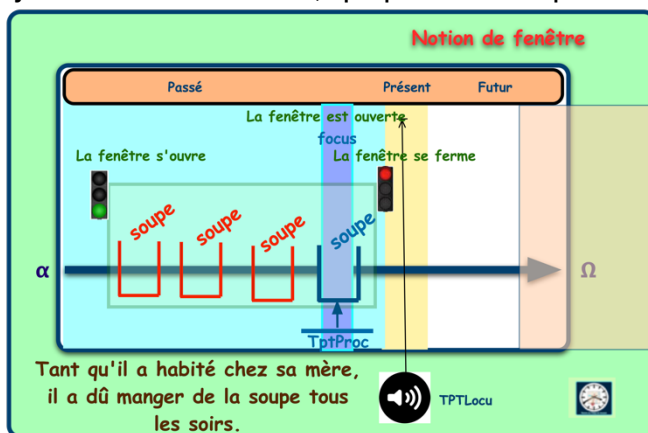 Notion de fenêtre
Passé Présent Futur
La fenêtre est ouverte
focus
La fenêtre s'ouvre La fenêtre se ferme
soupe soupe soupe soupe
α Ω
TptProc
Tant qu'il a habité chez sa mère,
il a dû manger de la soupe tous
les soirs.
TPTLocu